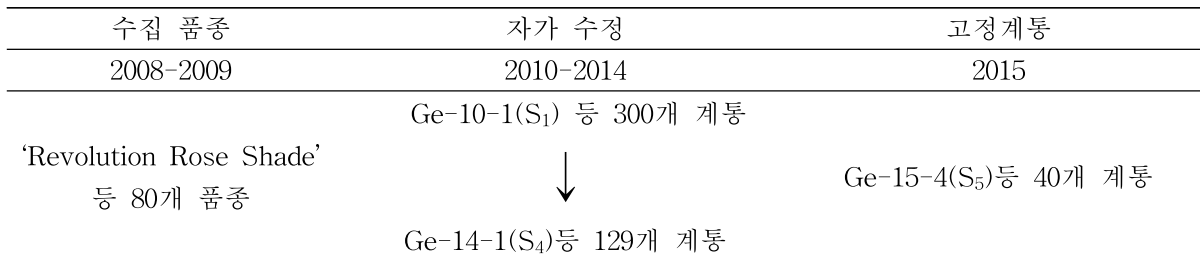 수집 품종 자가 수정 고정계통
2008-2009 2010-2014 2015
Ge-10-1(S₁) 등 300개 계통
‘Revolution Rose Shade’
등 80개 품종
Ge-15-4(S₅)등 40개 계통
Ge-14-1(S₄)등 129개 계통